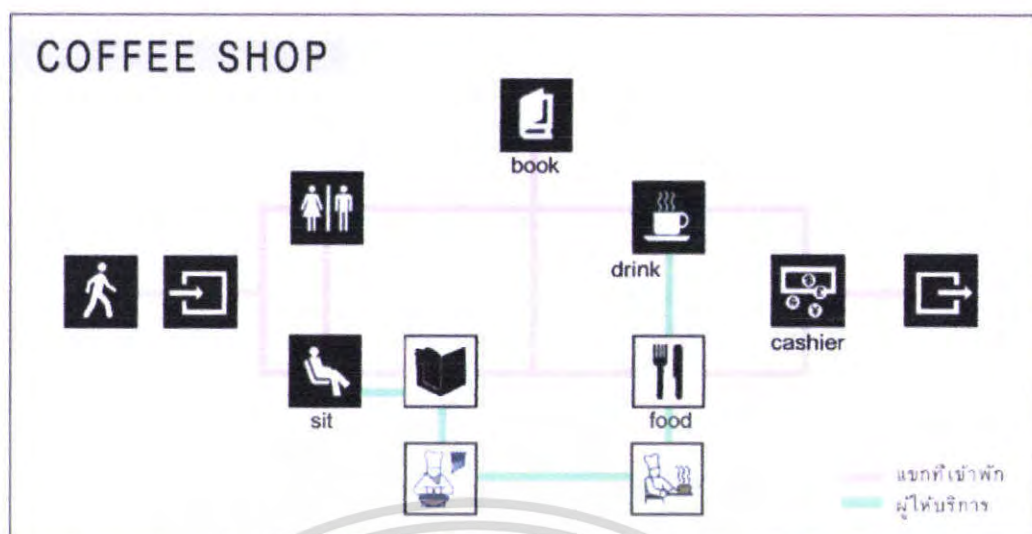 COFFEE SHOP
book
drink
cashier
sit
food
แขกที่เข้าพัก
ผู้ให้บริการ